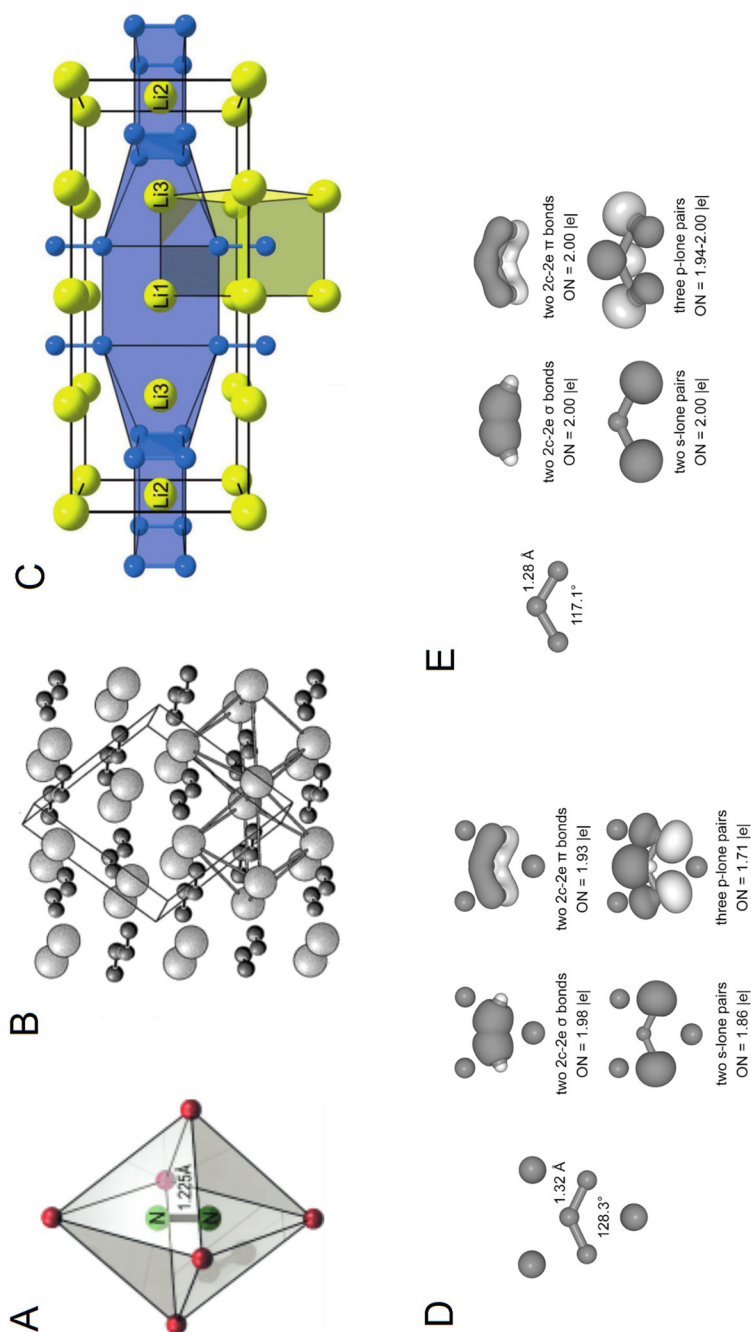 A
N
1.225Å
N
B
C
Li2
Li3
Li1
Li3
Li2
D
1.32 Å
128.3°
two 2c-2e σ bonds
ON = 1.98 |e|
two 2c-2e π bonds
ON = 1.93 |e|
two s-lone pairs
ON = 1.86 |e|
three p-lone pairs
ON = 1.71 |e|
E
1.28 Å
117.1°
two 2c-2e σ bonds
ON = 2.00 |e|
two 2c-2e π bonds
ON = 2.00 |e|
two s-lone pairs
ON = 2.00 |e|
three p-lone pairs
ON = 1.94-2.00 |e|